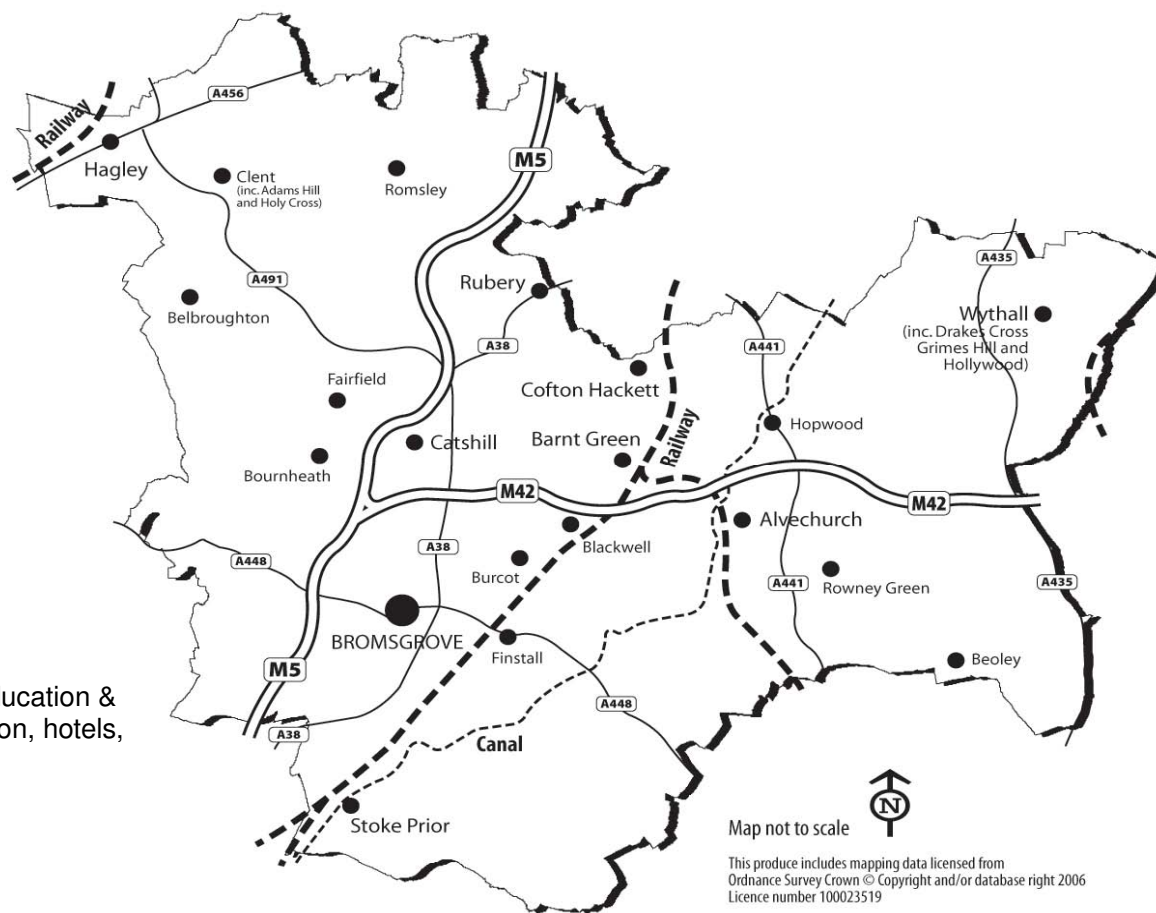 A456
Railway
Hagley
M5
Clent
(inc. Adams Hill
and Holy Cross)
Romsley
A435
A491
Rubery
Belbroughton
Wythall
(inc. Drakes Cross
Grimes Hill and
Hollywood)
A38
A441
Cofton Hackett
Fairfield
Hopwood
Catshill
Barnt Green
Railway
Bournheath
M42
M42
Alvechurch
Blackwell
A38
A448
Burcot
Rowney Green
A441
A435
BROMSGROVE
Finstall
Beoley
M5
ucation &
on, hotels,
A448
A38
Canal
Stoke Prior
N
Map not to scale
This produce includes mapping data licensed from
Ordnance Survey Crown © Copyright and/or database right 2006
Licence number 100023519